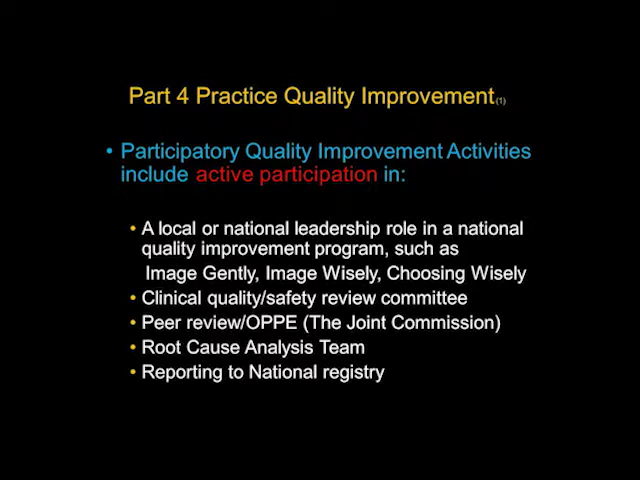 Part 4 Practice Quality Improvement (1)
• Participatory Quality Improvement Activities
include active participation in:
• A local or national leadership role in a national
quality improvement program, such as
Image Gently, Image Wisely, Choosing Wisely
• Clinical quality/safety review committee
• Peer review/OPPE (The Joint Commission)
• Root Cause Analysis Team
• Reporting to National registry